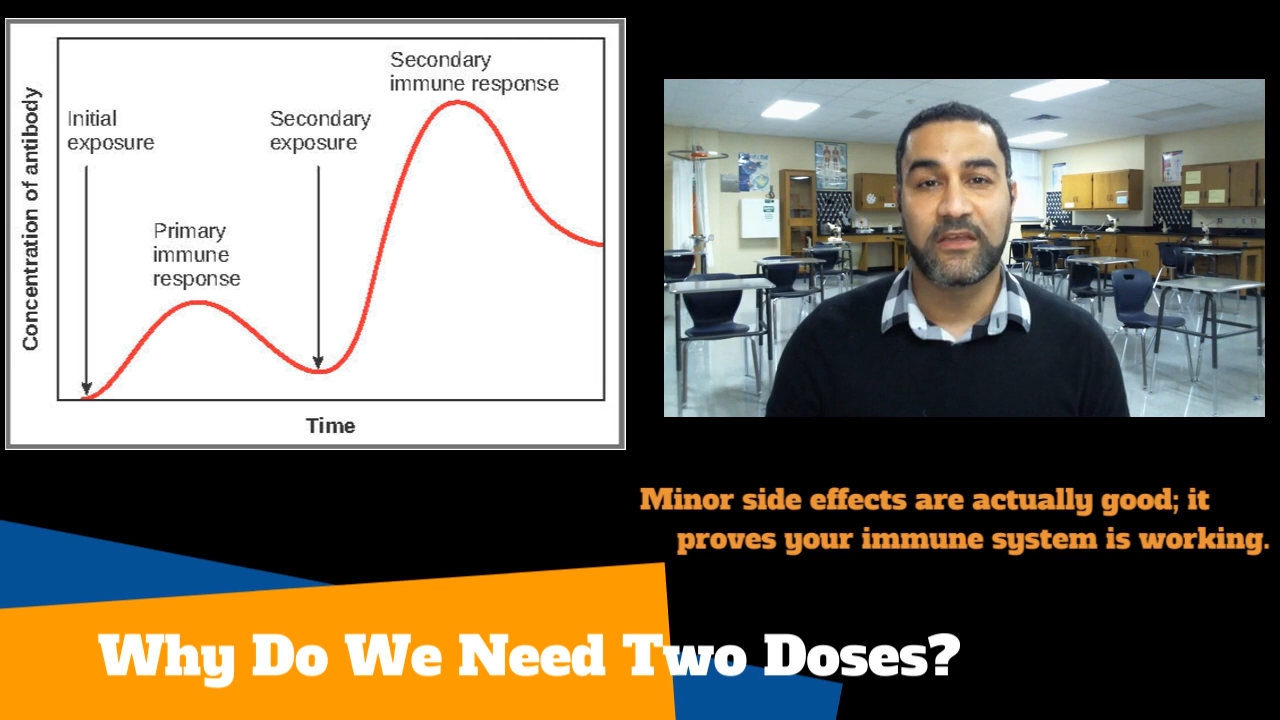 Concentration of antibody
Initial
exposure
Primary
immune
response
Secondary
exposure
Secondary
immune response
Time
Minor side effects are actually good; it
proves your immune system is working.
Why Do We Need Two Doses?